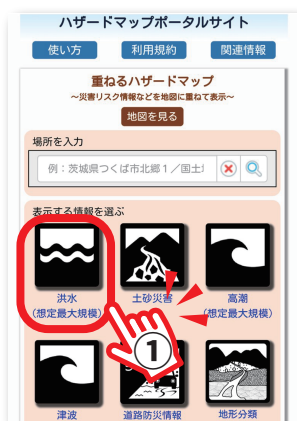 ハザードマップポータルサイト
使い方 利用規約 関連情報
重ねるハザードマップ
～災害リスク情報などを地図に重ねて表示～
地図を見る
場所を入力
例：茨城県つくば市北郷１／国土
表示する情報を選ぶ
洪水
(想定最大規模)
土砂災害
高潮
(想定最大規模)
①
津波
道路防災情報
地形分類